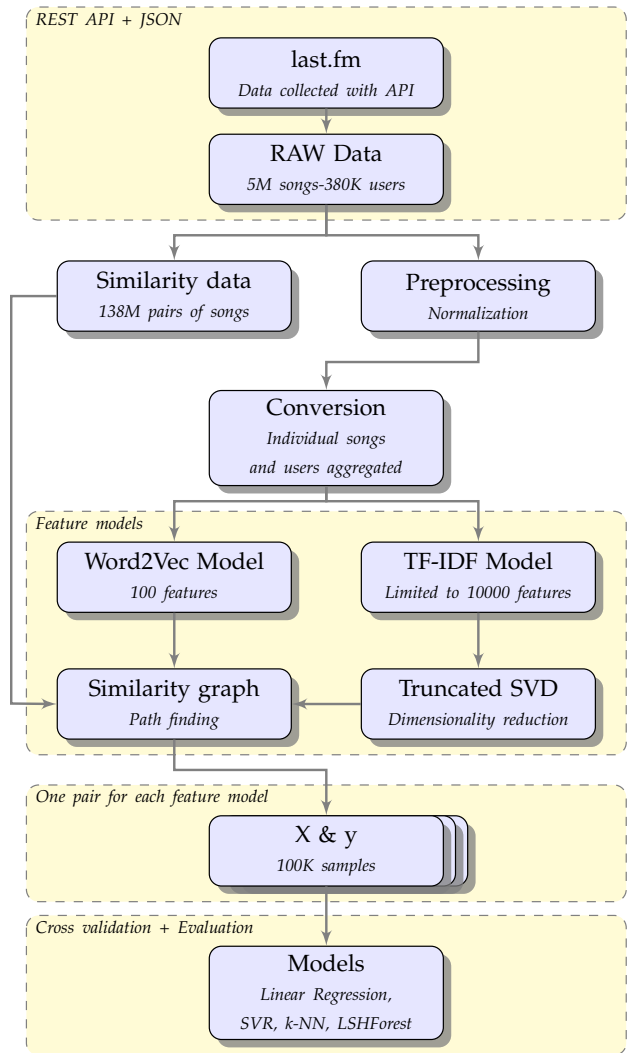 REST API + JSON
last.fm
Data collected with API
RAW Data
5M songs-380K users
Similarity data
138M pairs of songs
Preprocessing
Normalization
Conversion
Individual songs
and users aggregated
Feature models
Word2Vec Model
100 features
TF-IDF Model
Limited to 10000 features
Similarity graph
Path finding
Truncated SVD
Dimensionality reduction
One pair for each feature model
X & y
100K samples
Cross validation + Evaluation
Models
Linear Regression,
SVR, k-NN, LSHForest